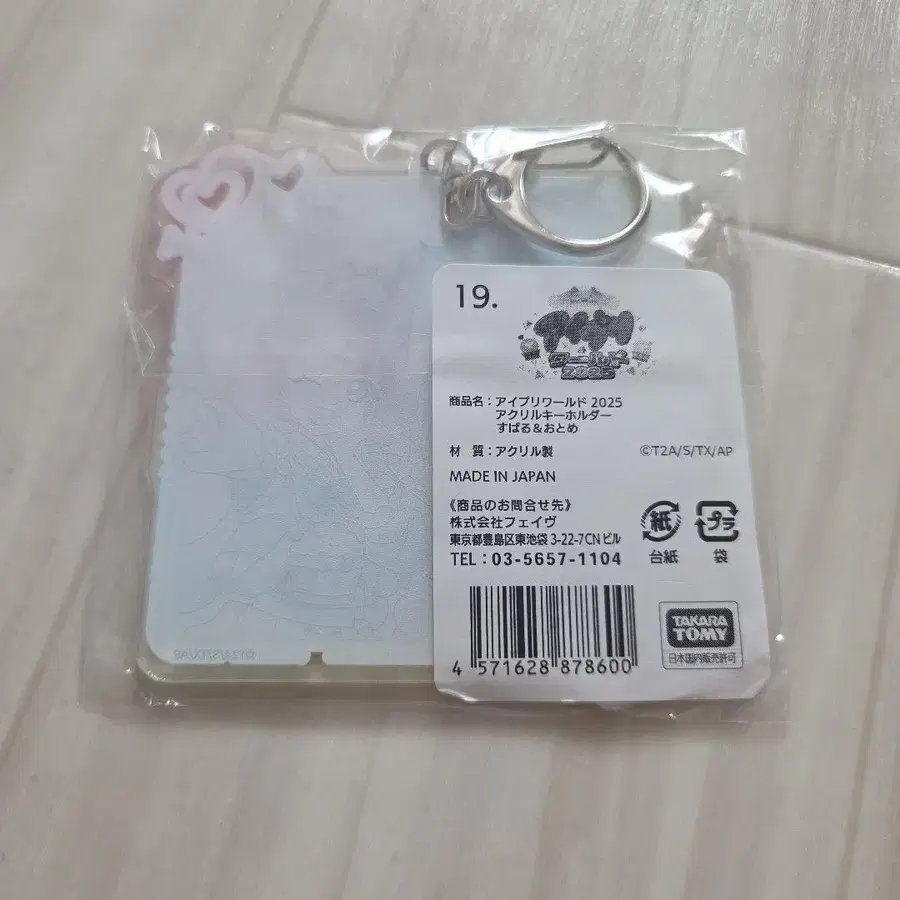 19.
アイプリ
ワールド
2025
商品名：アイプリワールド 2025
アクリルキーホルダー
すばる＆おとめ
材 質：アクリル製
©T2A/S/TX/AP
MADE IN JAPAN
《商品のお問合せ先》
株式会社フェイヴ
東京都豊島区東池袋 3-22-7CN ビル
TEL：03-5657-1104
紙
プラ
台紙
袋
4 571628 878600
TAKARA
TOMY
日本国内販売許可
©T2A/S/TX/AP